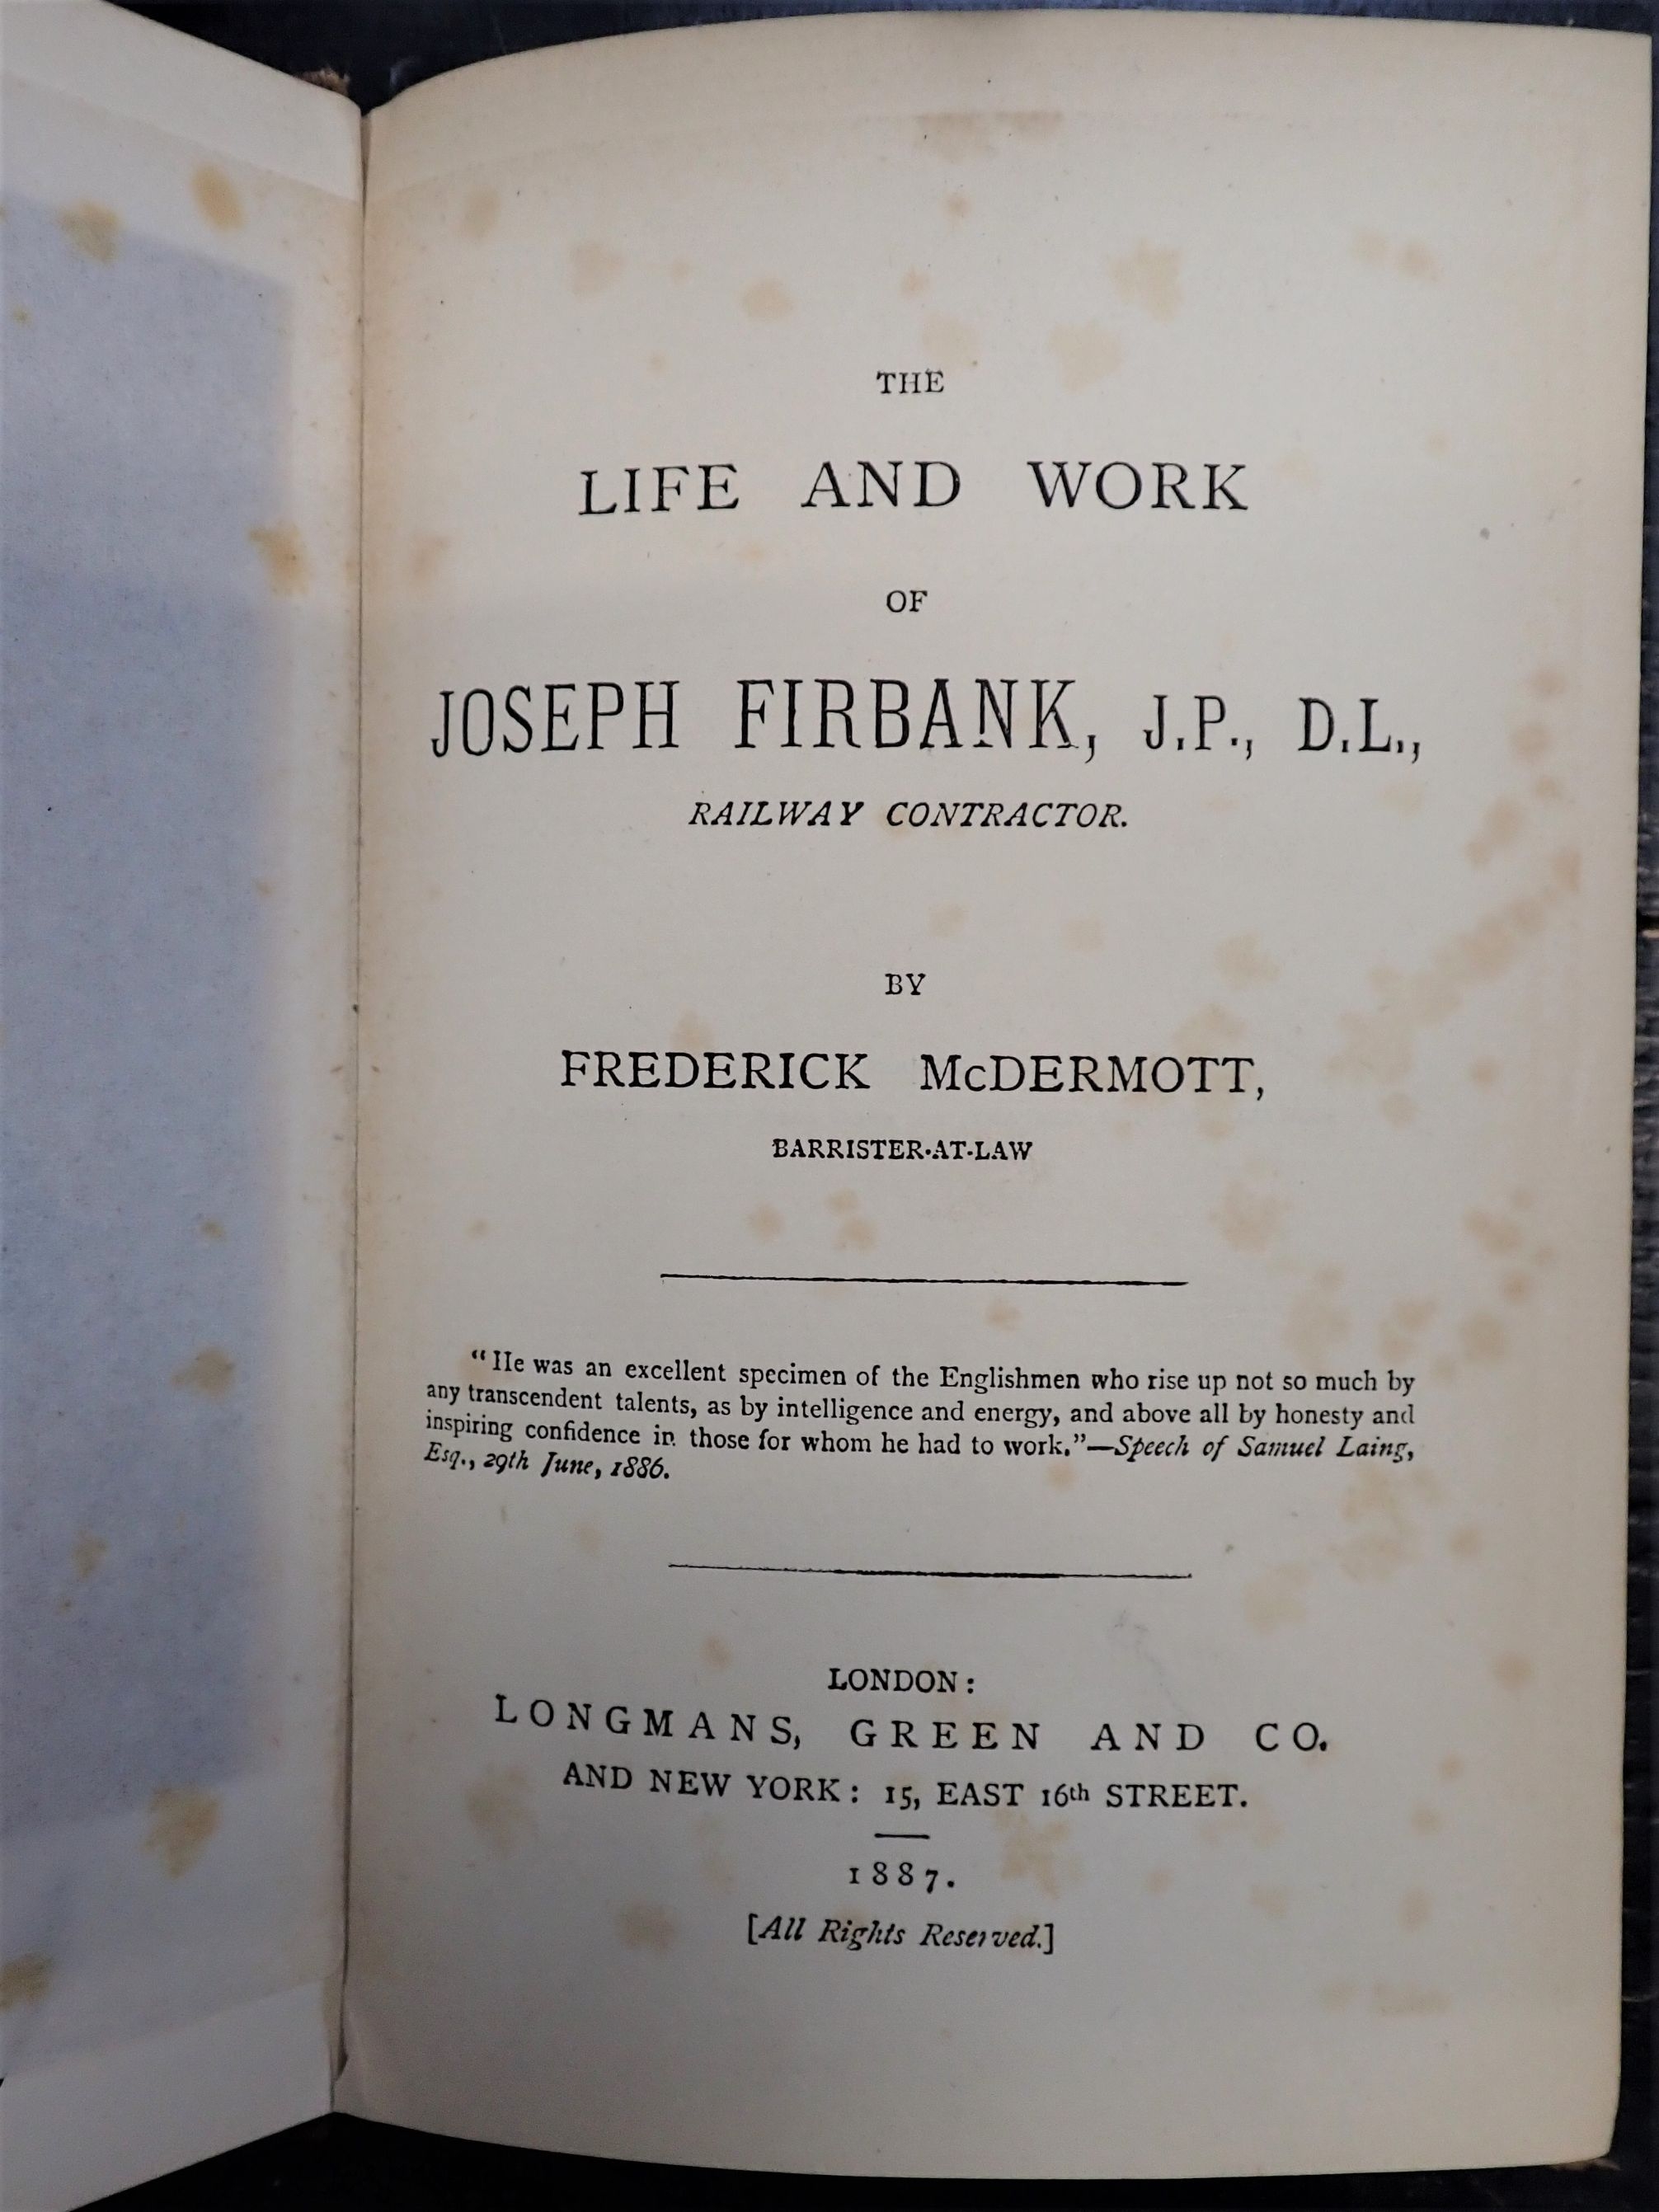 THE
LIFE AND WORK
OF
JOSEPH FIRBANK, J.P., D.L.,
RAILWAY CONTRACTOR.
BY
FREDERICK McDERMOTT,
BARRISTER-AT-LAW
"He was an excellent specimen of the Englishmen who rise up not so much by
any transcendent talents, as by intelligence and energy, and above all by honesty and
inspiring confidence in those for whom he had to work."—Speech of Samuel Laing,
Esq., 29th June, 1886.
LONDON:
LONGMANS, GREEN AND CO.
AND NEW YORK: 15, EAST 16th STREET.
1887.
[All Rights Reserved.]